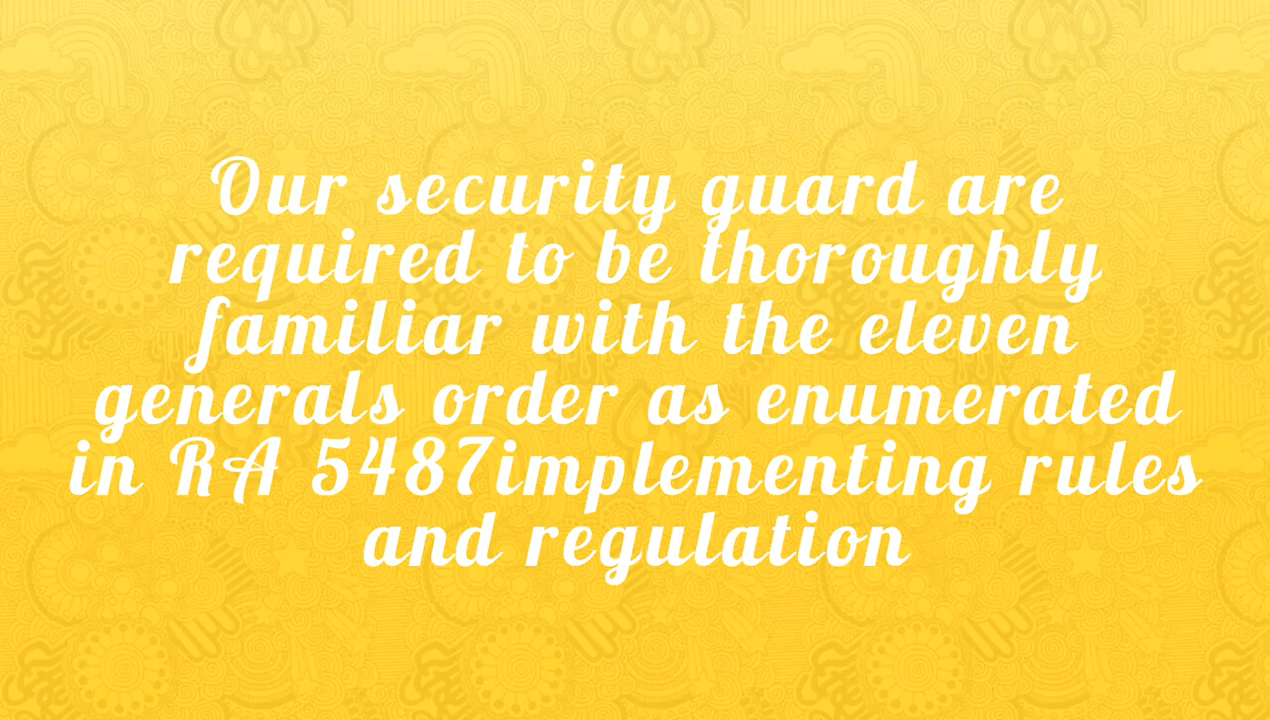 Our security guard are
required to be thoroughly
familiar with the eleven
generals order as enumerated
in RA 5487implementing rules
and regulation